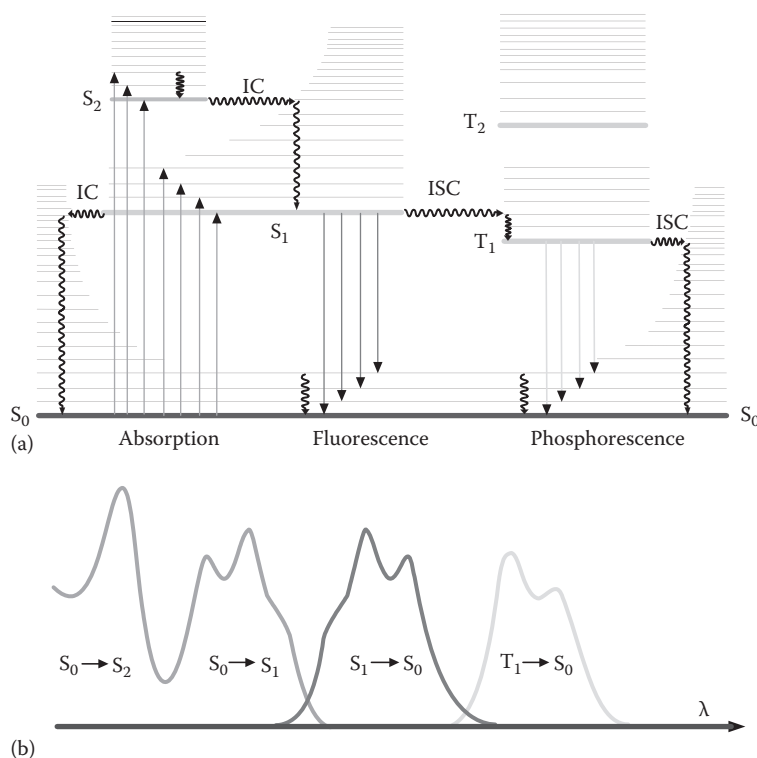 IC
S₂
T₂
IC
ISC
ISC
S₁
T₁
S₀
S₀
(a)
Absorption
Fluorescence
Phosphorescence
S₀ → S₂
S₀ → S₁
S₁ → S₀
T₁ → S₀
λ
(b)